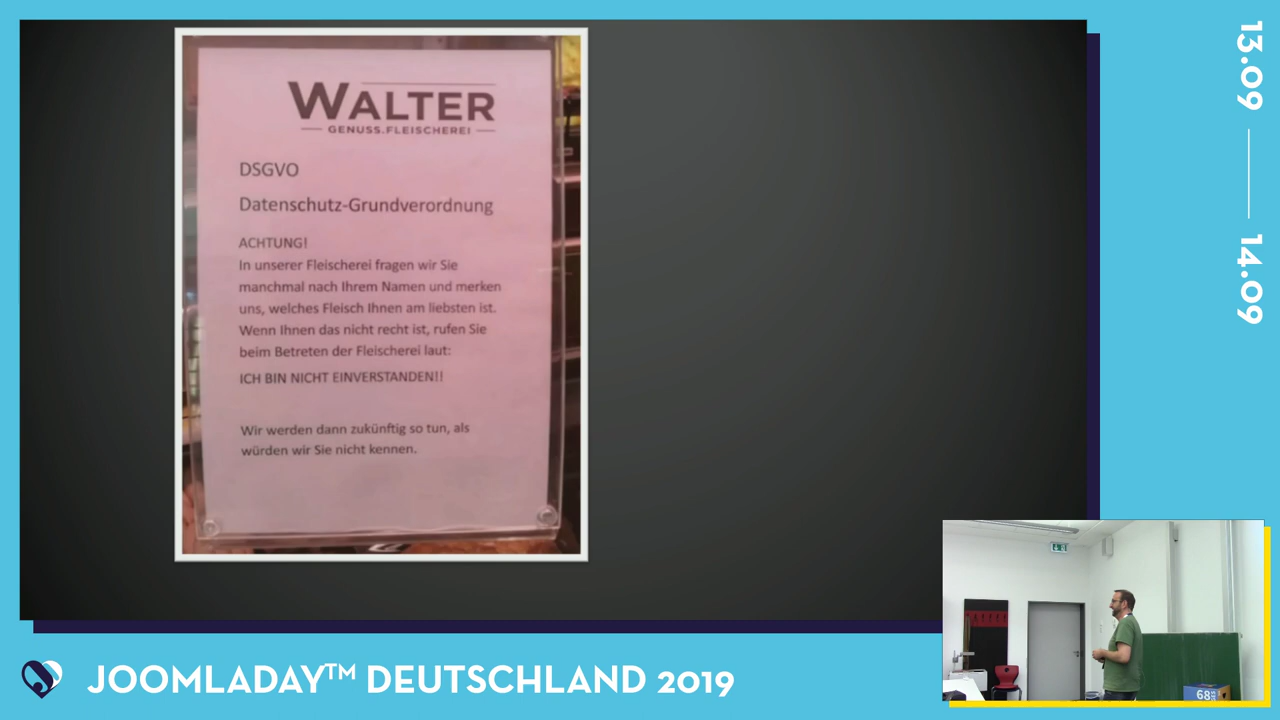 WALTER
GENUSS.FLEISCHEREI
DSGVO
Datenschutz-Grundverordnung
ACHTUNG!
In unserer Fleischerei fragen wir Sie
manchmal nach Ihrem Namen und merken
uns, welches Fleisch Ihnen am liebsten ist.
Wenn Ihnen das nicht recht ist, rufen Sie
beim Betreten der Fleischerei laut:
ICH BIN NICHT EINVERSTANDEN!!
Wir werden dann zukünftig so tun, als
würden wir Sie nicht kennen.
13.09
14.09
68
JOOMLADAY™ DEUTSCHLAND 2019